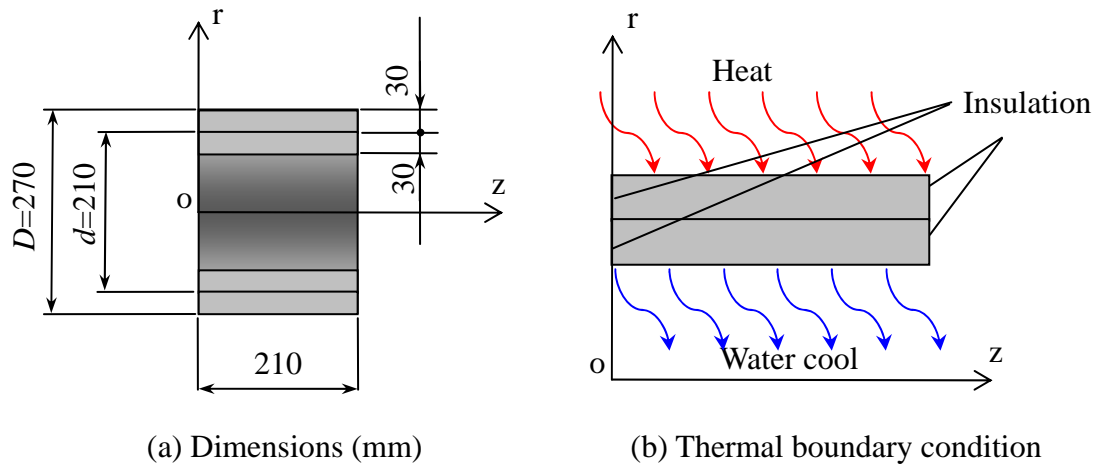 r
30
30
z
o
D=270
d=210
210
(a) Dimensions (mm)
r
Heat
Insulation
Water cool
z
o
(b) Thermal boundary condition